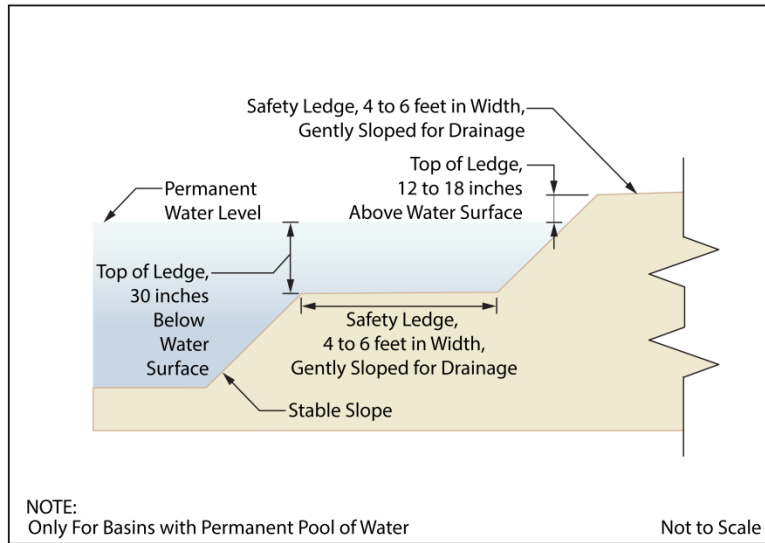 Safety Ledge, 4 to 6 feet in Width,
Gently Sloped for Drainage
Top of Ledge,
12 to 18 inches
Above Water Surface
Permanent
Water Level
Top of Ledge,
30 inches
Below
Water
Surface
Safety Ledge,
4 to 6 feet in Width,
Gently Sloped for Drainage
Stable Slope
NOTE:
Only For Basins with Permanent Pool of Water
Not to Scale